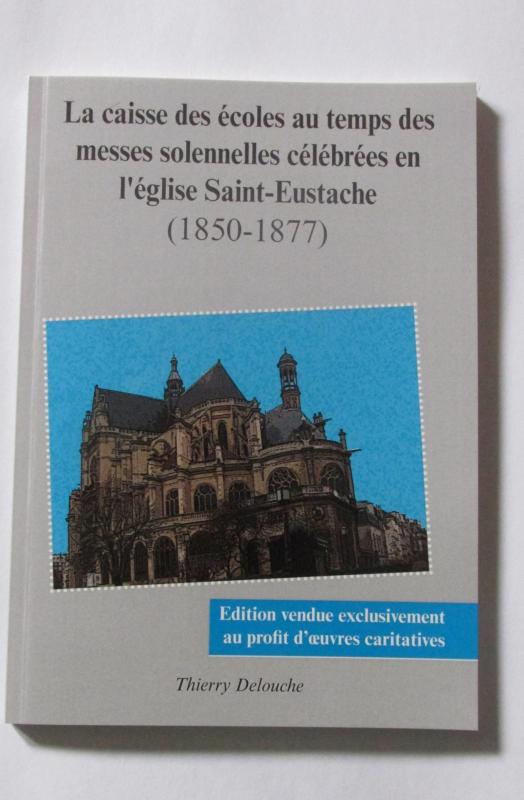 La caisse des écoles au temps des
messes solennelles célébrées en
l'église Saint-Eustache
(1850-1877)
Edition vendue exclusivement
au profit d'œuvres caritatives
Thierry Delouche